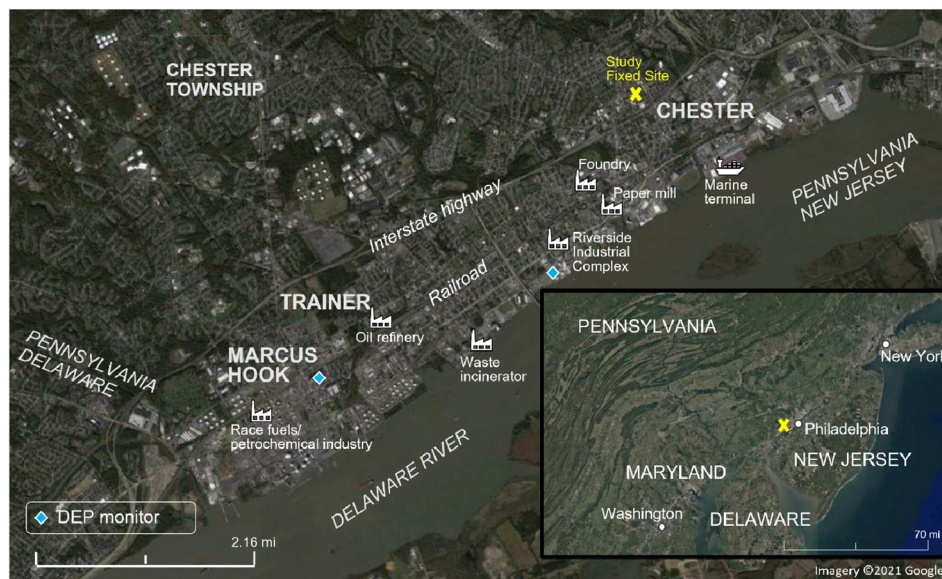 CHESTER
TOWNSHIP
Study
Fixed Site
CHESTER
PENNSYLVANIA
NEW JERSEY
Foundry
Paper mill
Marine
terminal
Interstate highway
Riverside
Industrial
Complex
Railroad
TRAINER
Oil refinery
Waste
incinerator
PENNSYLVANIA
DELAWARE
MARCUS
HOOK
Race fuels/
petrochemical industry
DELAWARE RIVER
DEP monitor
2.16 mi
PENNSYLVANIA
New York
Philadelphia
NEW JERSEY
MARYLAND
Washington
DELAWARE
70 mi
Imagery ©2021 Google